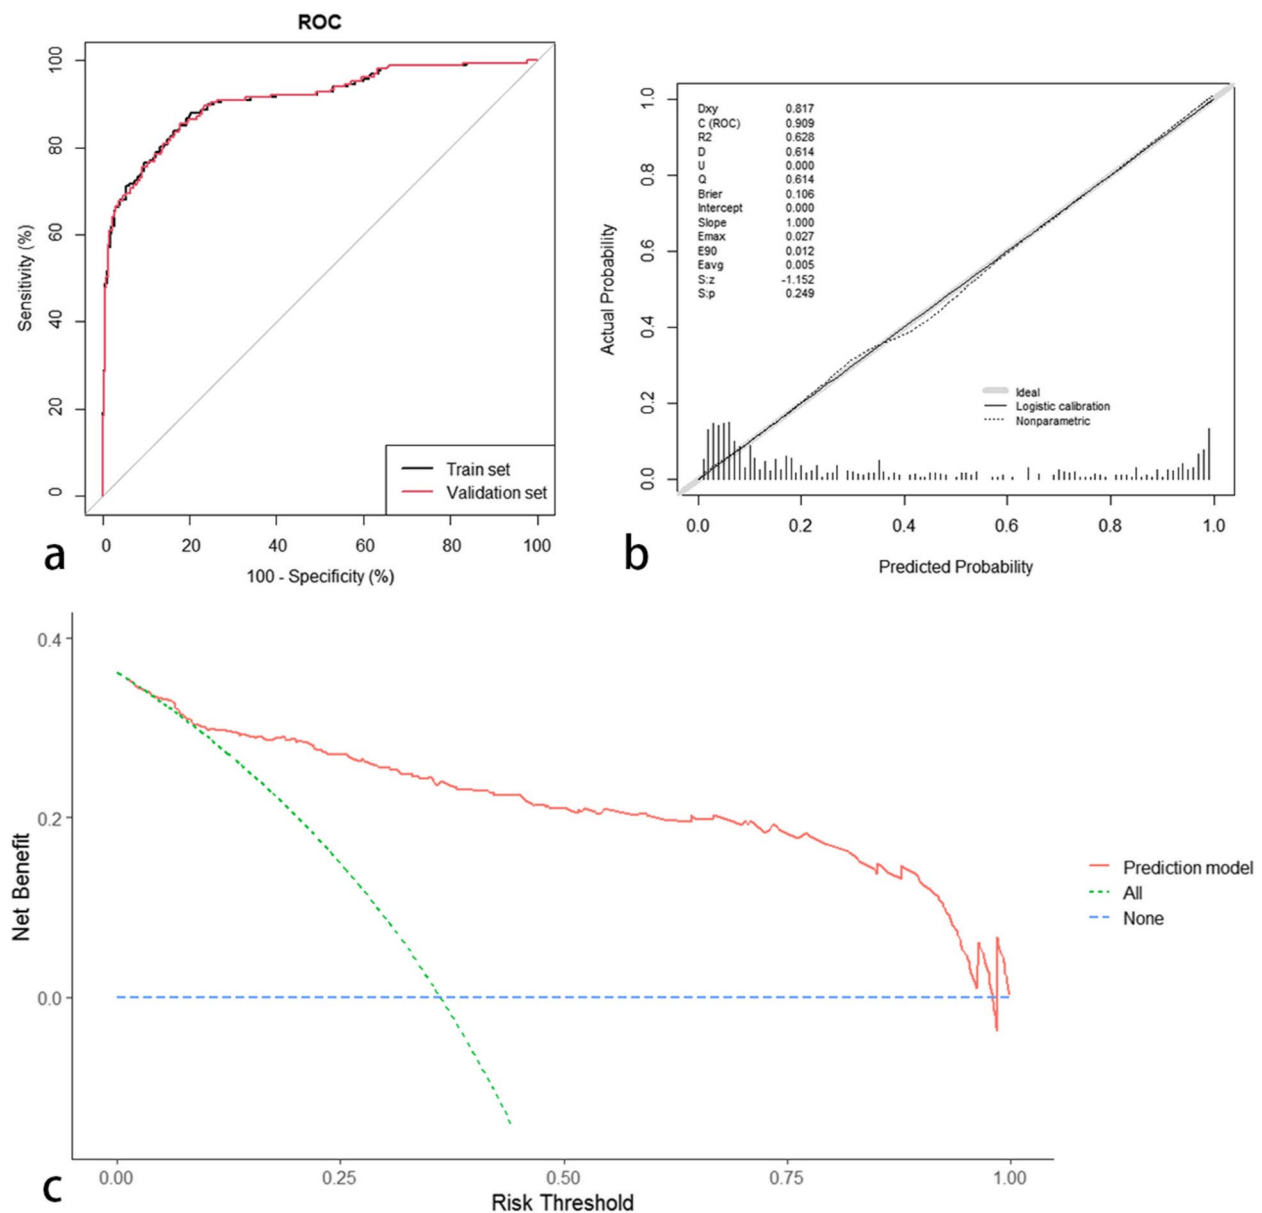 ROC
100
80
60
40
20
0
Sensitivity (%)
Train set
Validation set
0 20 40 60 80 100
100 - Specificity (%)
a
1.0
0.8
0.6
0.4
0.2
0.0
Actual Probability
Dxy 0.817
C (ROC) 0.909
R2 0.628
D 0.614
U 0.000
Q 0.614
Brier 0.106
Intercept 0.000
Slope 1.000
Emax 0.027
E90 0.012
Eavg 0.005
S:z -1.152
S:p 0.249
Ideal
Logistic calibration
Nonparametric
0.0 0.2 0.4 0.6 0.8 1.0
Predicted Probability
b
0.4
0.2
0.0
Net Benefit
Prediction model
All
None
0.00 0.25 0.50 0.75 1.00
Risk Threshold
c